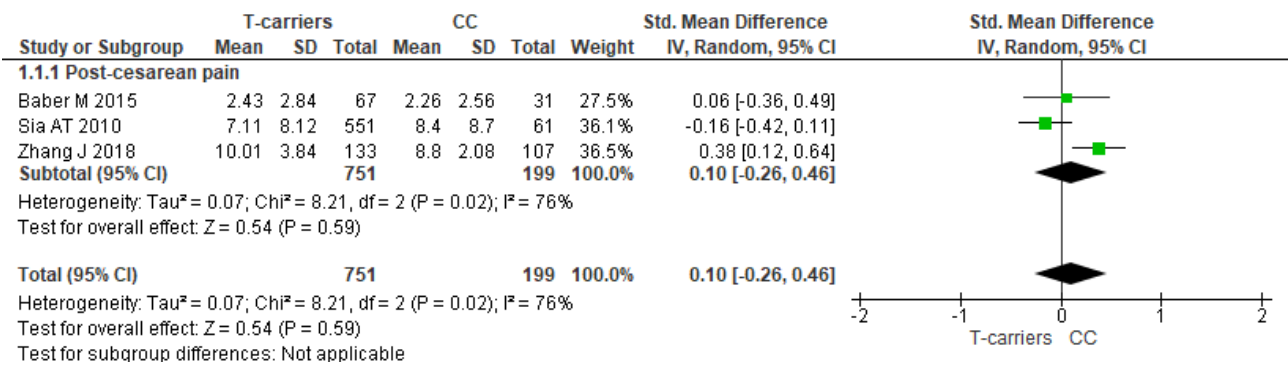 T-carriers CC Std. Mean Difference Std. Mean Difference
Study or Subgroup Mean SD Total Mean SD Total Weight IV, Random, 95% CI IV, Random, 95% CI
1.1.1 Post-cesarean pain
Baber M 2015 2.43 2.84 67 2.26 2.56 31 27.5% 0.06 [-0.36, 0.49]
Sia AT 2010 7.11 8.12 551 8.4 8.7 61 36.1% -0.16 [-0.42, 0.11]
Zhang J 2018 10.01 3.84 133 8.8 2.08 107 36.5% 0.38 [0.12, 0.64]
Subtotal (95% CI) 751 199 100.0% 0.10 [-0.26, 0.46]
Heterogeneity: Tau² = 0.07; Chi² = 8.21, df = 2 (P = 0.02); I² = 76%
Test for overall effect: Z = 0.54 (P = 0.59)
Total (95% CI) 751 199 100.0% 0.10 [-0.26, 0.46]
Heterogeneity: Tau² = 0.07; Chi² = 8.21, df = 2 (P = 0.02); I² = 76%
Test for overall effect: Z = 0.54 (P = 0.59)
Test for subgroup differences: Not applicable
-2 -1 0 1 2
T-carriers CC